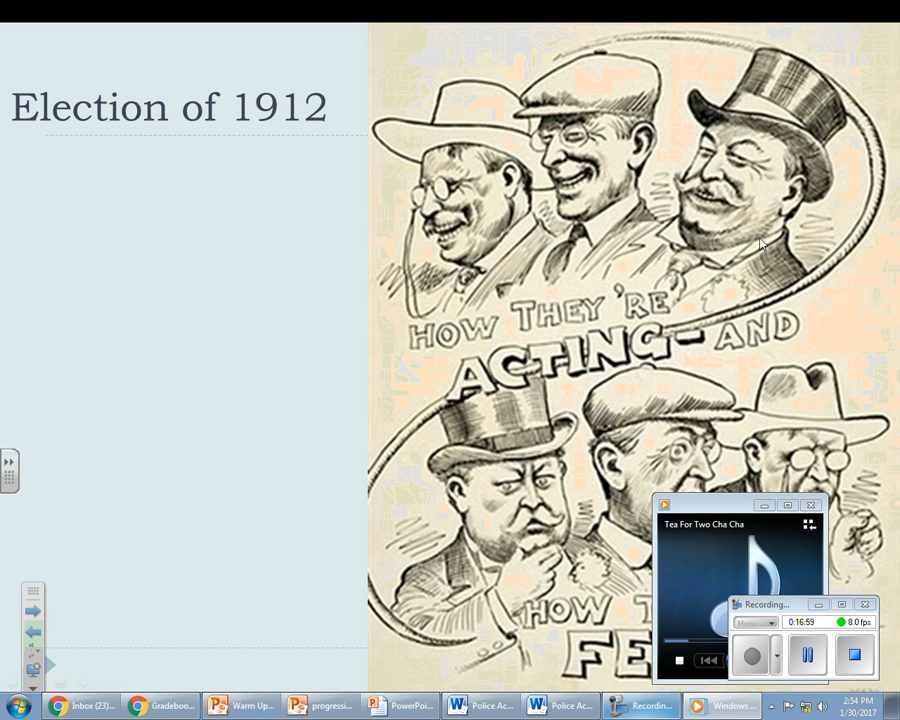 Election of 1912
HOW THEY'RE
ACTING-AND
HOW
FE
Tea For Two Cha Cha
Recording...
Menu
0:16:59
8.0 fps
Inbox (23)...
Gradeboo...
Warm Up...
progressi...
PowerPoi...
Police Ac...
Police Ac...
Recordin...
Windows ...
2:54 PM
1/30/2017